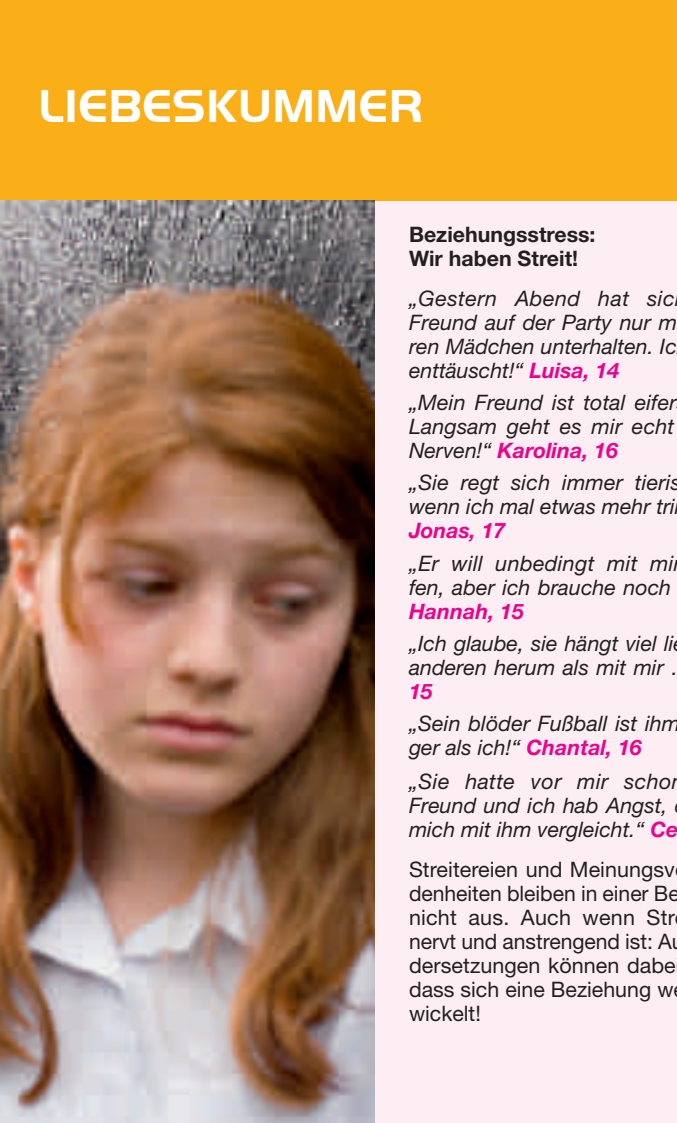 LIEBESKUMMER
Beziehungsstress:
Wir haben Streit!
„Gestern Abend hat sich
Freund auf der Party nur m
ren Mädchen unterhalten. Ic
enttäuscht!“ Luisa, 14
„Mein Freund ist total eifers
Langsam geht es mir echt
Nerven!“ Karolina, 16
„Sie regt sich immer tieris
wenn ich mal etwas mehr trin
Jonas, 17
„Er will unbedingt mit mir
fen, aber ich brauche noch
Hannah, 15
„Ich glaube, sie hängt viel lie
anderen herum als mit mir ..
15
„Sein blöder Fußball ist ihm
ger als ich!“ Chantal, 16
„Sie hatte vor mir schon
Freund und ich hab Angst,
mich mit ihm vergleicht.“ Ce
Streitereien und Meinungsve
denheiten bleiben in einer Be
nicht aus. Auch wenn Stre
nervt und anstrengend ist: Au
dersetzungen können dabe
dass sich eine Beziehung we
wickelt!